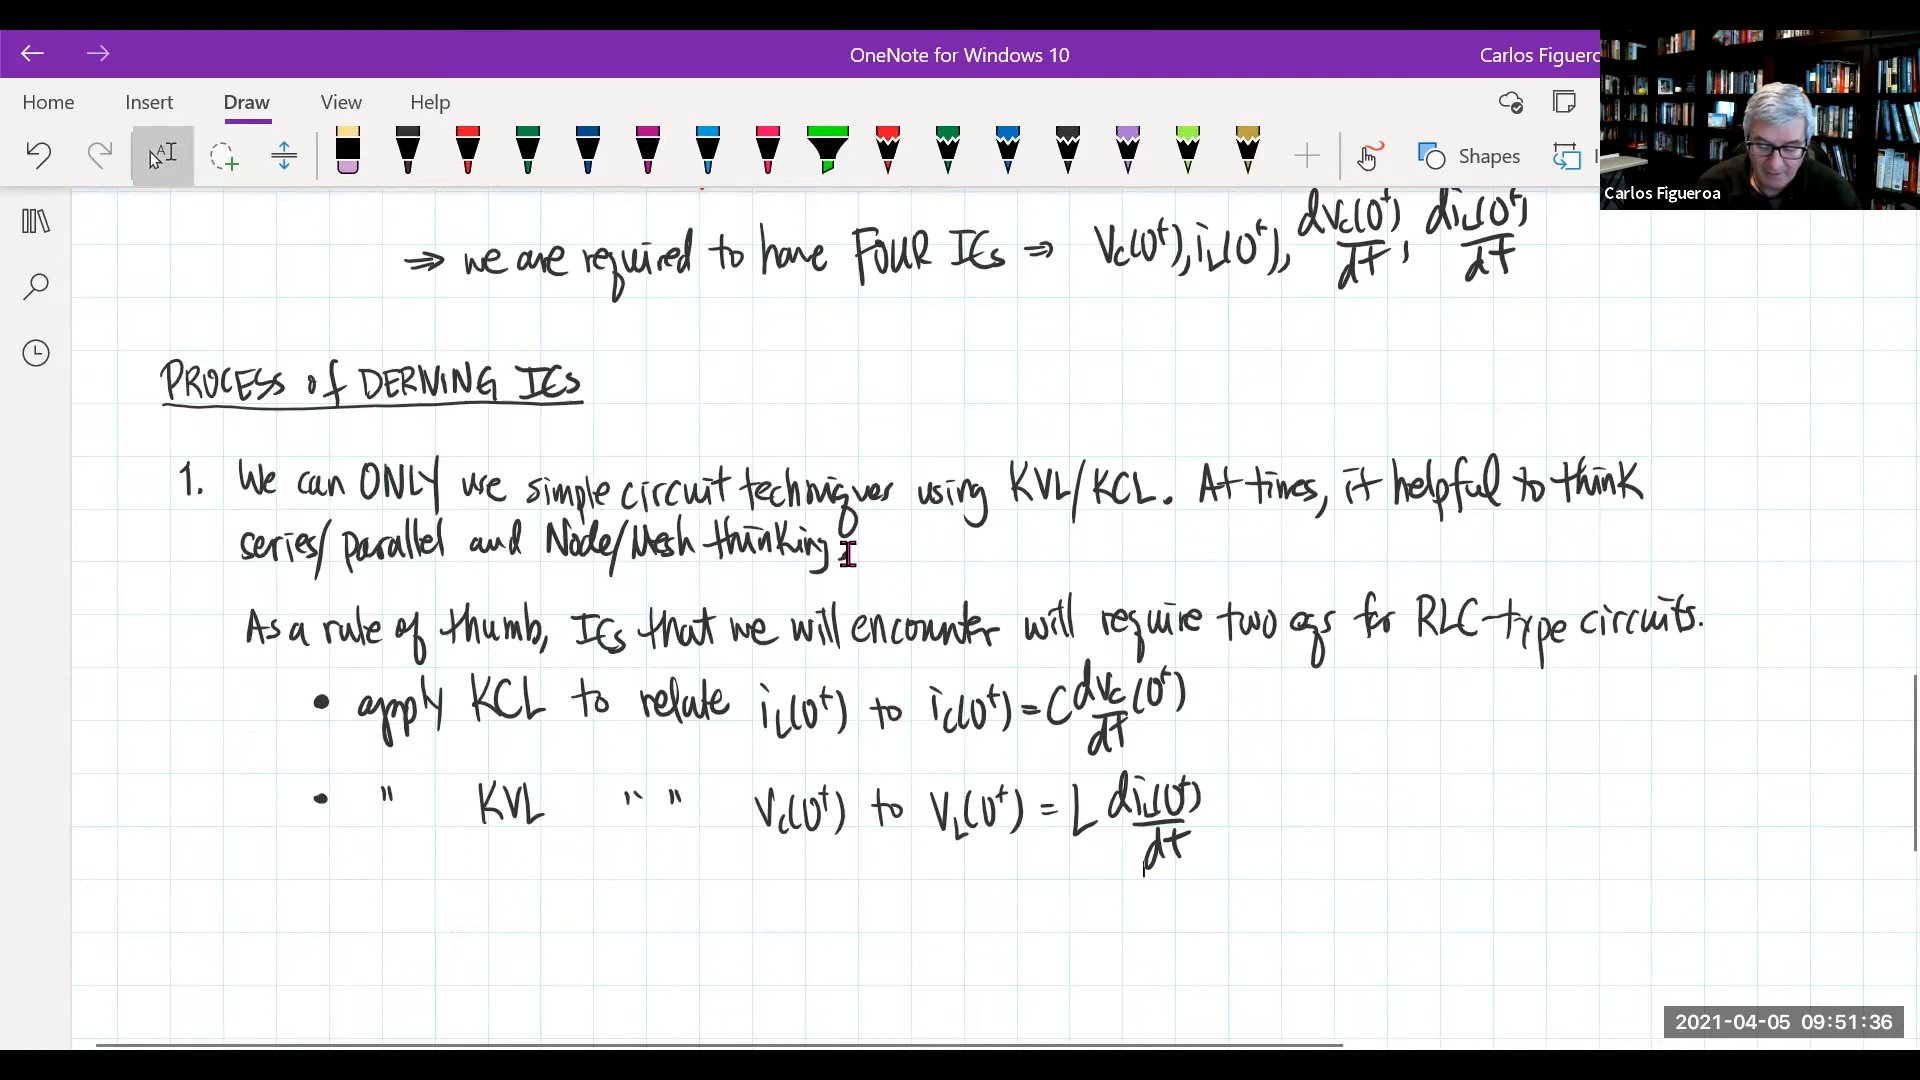 OneNote for Windows 10
Carlos Figuero
Home Insert Draw View Help
Shapes
Carlos Figueroa
⇒ we are required to have FOUR ICs ⇒ Vc(0⁺), iL(0⁺), dVc(0⁺)/dt, diL(0⁺)/dt
PROCESS of DERIVING ICs
1. We can ONLY use simple circuit techniques using KVL/KCL. At times, it helpful to think
series/parallel and Node/Mesh thinking.
As a rule of thumb, ICs that we will encounter will require two eqs for RLC-type circuits.
• apply KCL to relate iL(0⁺) to ic(0⁺) = C dVc/dt (0⁺)
• " KVL " " Vc(0⁺) to VL(0⁺) = L diL(0⁺)/dt
2021-04-05 09:51:36